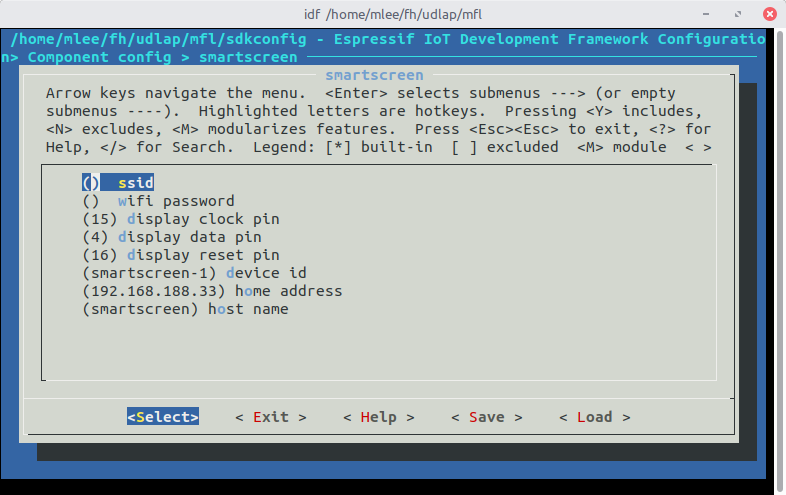 idf /home/mlee/fh/udlap/mfl
/home/mlee/fh/udlap/mfl/sdkconfig - Espressif IoT Development Framework Configuratio
n> Component config > smartscreen
smartscreen
Arrow keys navigate the menu.  <Enter> selects submenus ---> (or empty
submenus ----).  Highlighted letters are hotkeys.  Pressing <Y> includes,
<N> excludes, <M> modularizes features.  Press <Esc><Esc> to exit, <?> for
Help, </> for Search.  Legend: [*] built-in  [ ] excluded  <M> module  < >
()  ssid
()  wifi password
(15) display clock pin
(4) display data pin
(16) display reset pin
(smartscreen-1) device id
(192.168.188.33) home address
(smartscreen) host name
<Select>    < Exit >    < Help >    < Save >    < Load >